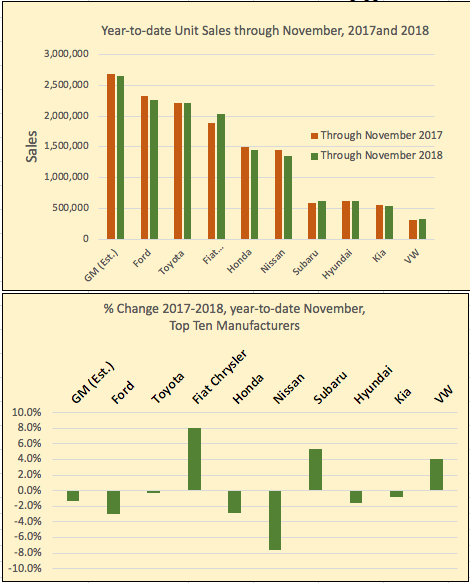 Year-to-date Unit Sales through November, 2017and 2018
3,000,000
2,500,000
2,000,000
1,500,000
1,000,000
500,000
0
Sales
Through November 2017
Through November 2018
GM (Est.)
Ford
Toyota
Fiat…
Honda
Nissan
Subaru
Hyundai
Kia
VW
% Change 2017-2018, year-to-date November,
Top Ten Manufacturers
GM (Est.)
Ford
Toyota
Fiat Chrysler
Honda
Nissan
Subaru
Hyundai
Kia
VW
10.0%
8.0%
6.0%
4.0%
2.0%
0.0%
-2.0%
-4.0%
-6.0%
-8.0%
-10.0%